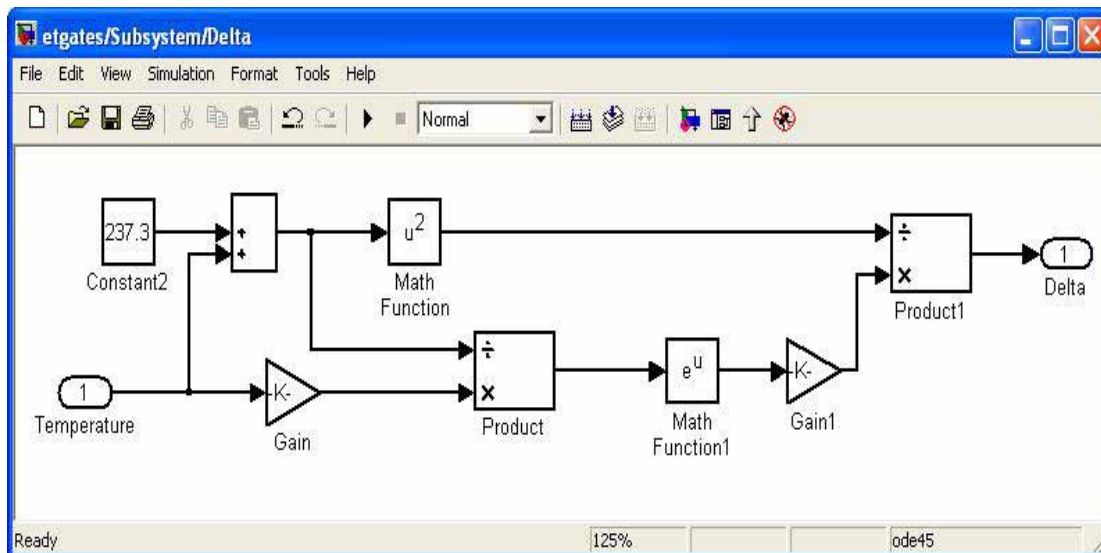 etgates/Subsystem/Delta
File Edit View Simulation Format Tools Help
Normal
237.3
Constant2
+
+
u²
Math
Function
÷
×
Product1
1
Delta
1
Temperature
-K-
Gain
÷
×
Product
eᵘ
Math
Function1
-K-
Gain1
Ready 125% ode45